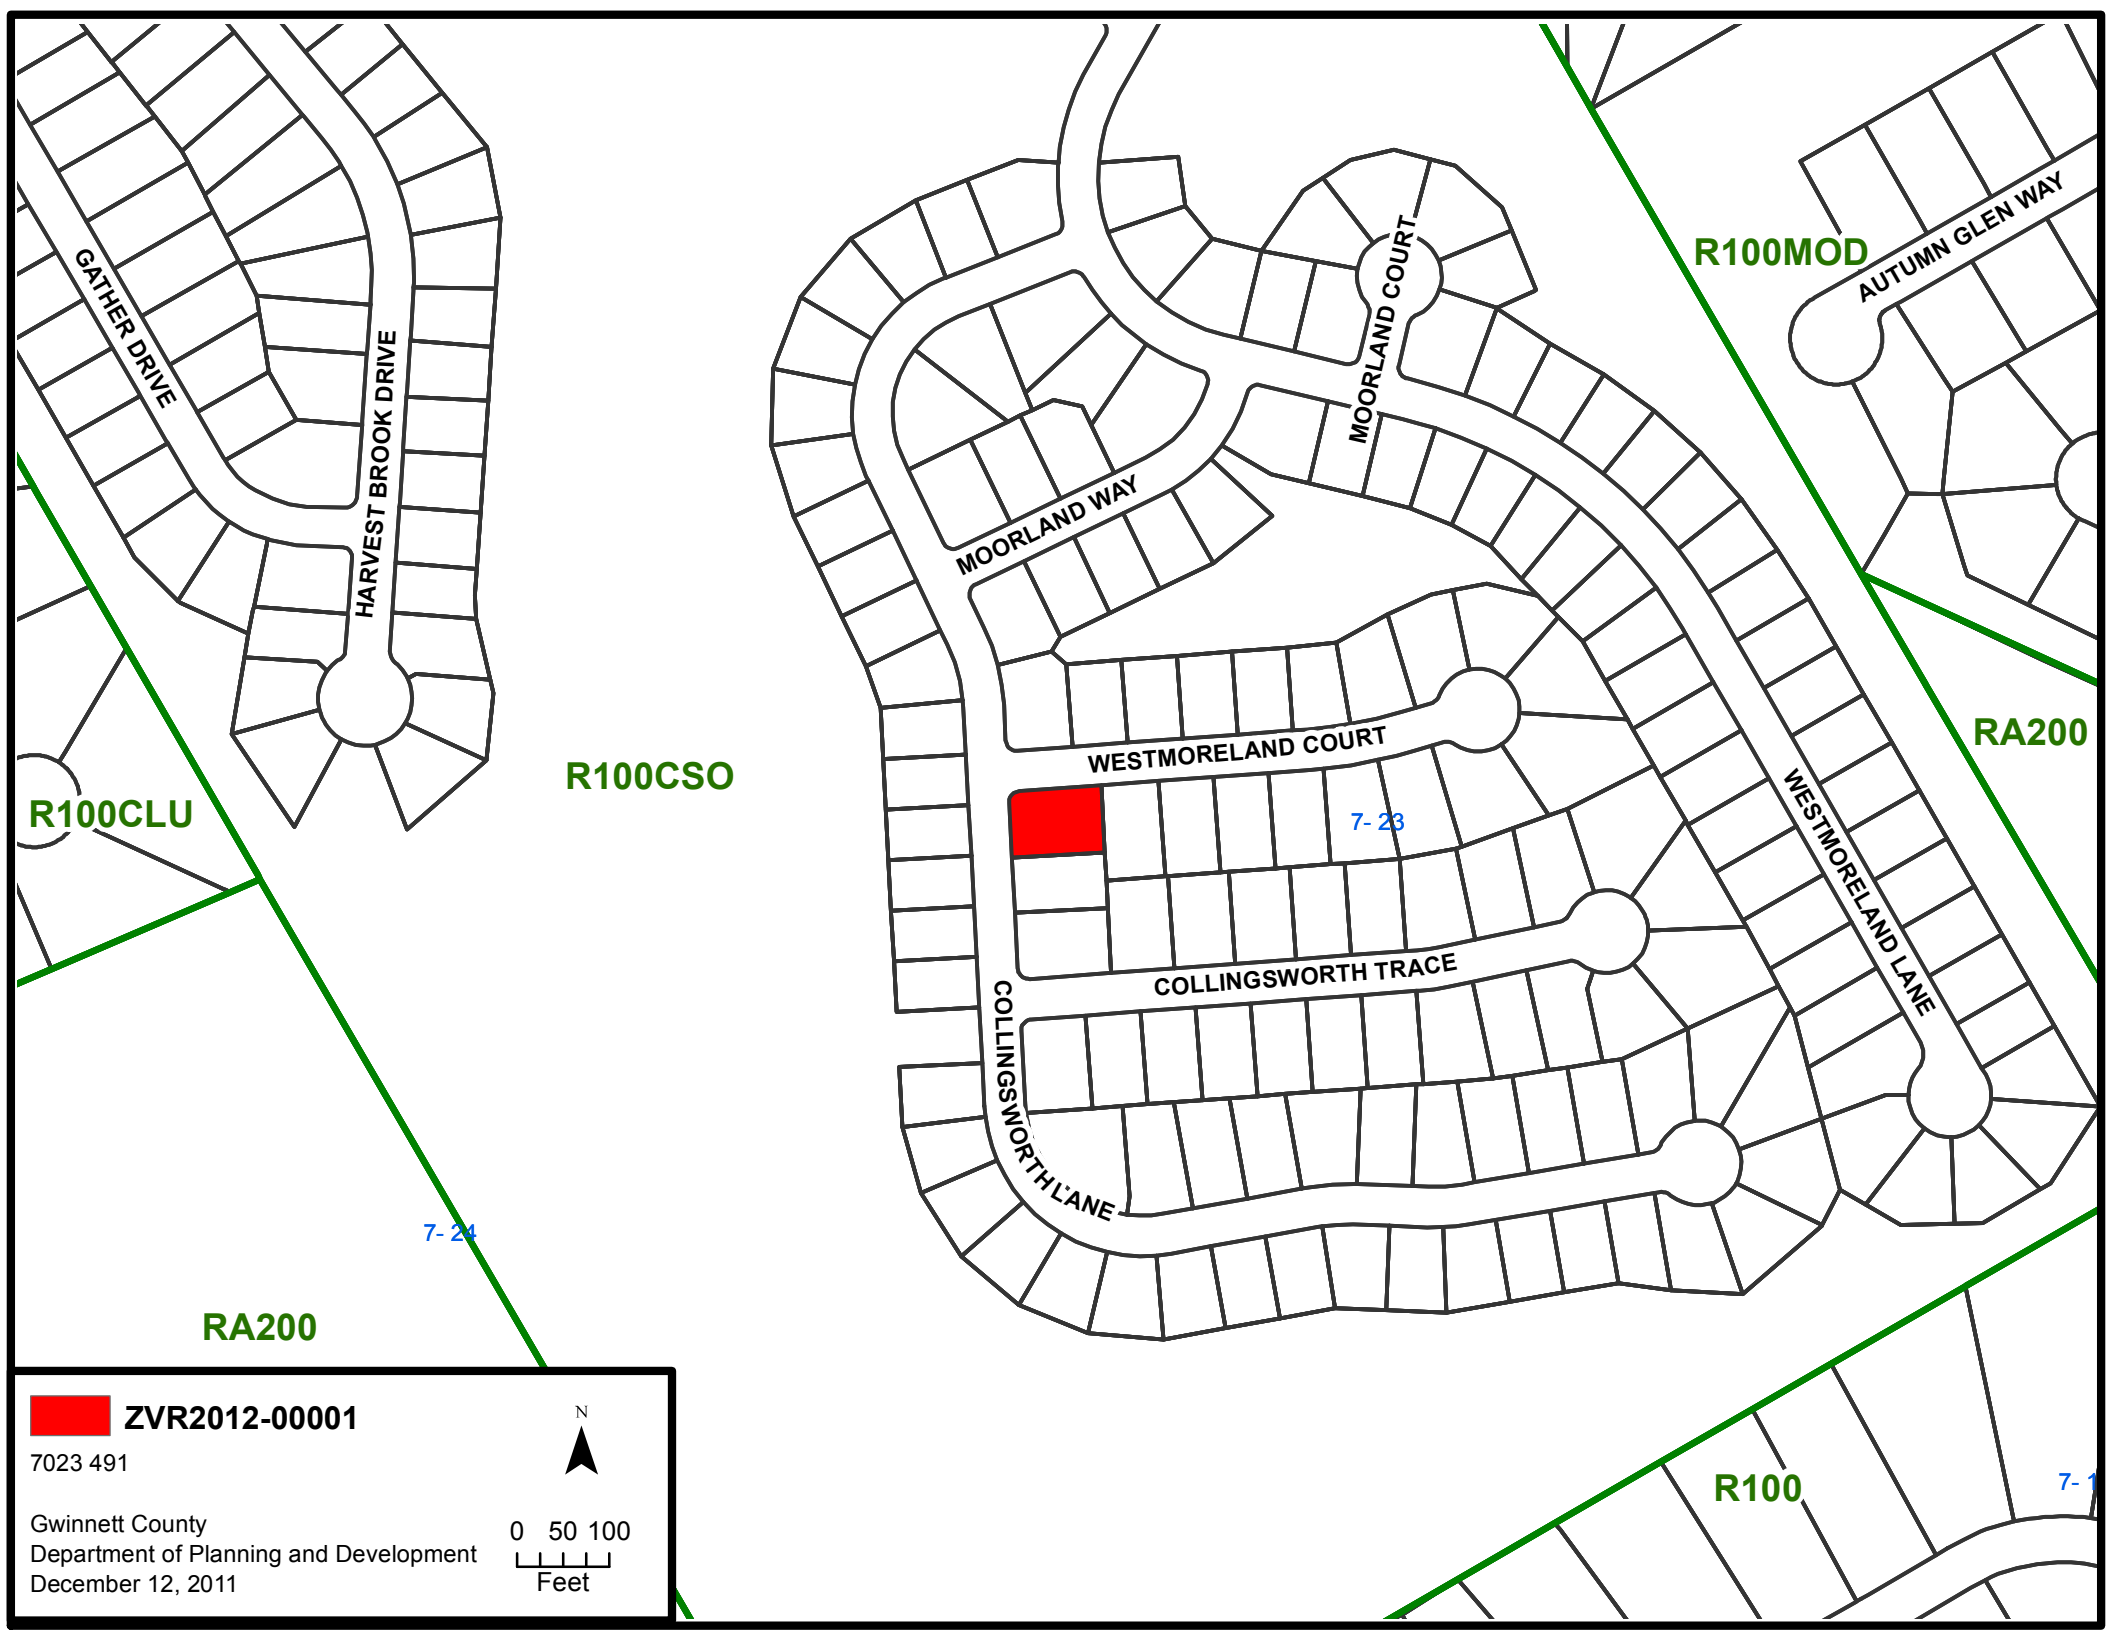 GATHER DRIVE
HARVEST BROOK DRIVE
MOORLAND COURT
R100MOD
AUTUMN GLEN WAY
MOORLAND WAY
RA200
R100CSO
WESTMORELAND COURT
R100CLU
7- 23
WESTMORELAND LANE
COLLINGSWORTH TRACE
COLLINGSWORTH LANE
7- 24
RA200
R100
7- 1
ZVR2012-00001
7023 491
N
Gwinnett County
Department of Planning and Development
December 12, 2011
0 50 100
Feet